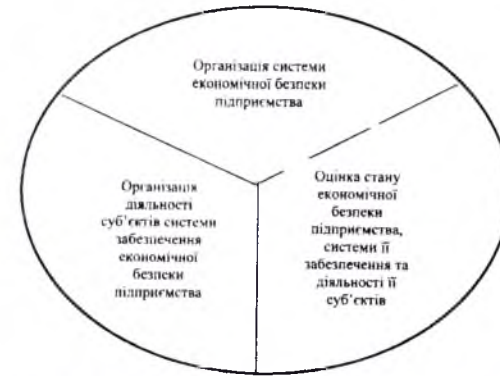 Організація системи
економічної безпеки
підприємства
Організація
діяльності
суб'єктів системи
забезпечення
економічної
безпеки
підприємства
Оцінка стану
економічної
безпеки
підприємства,
системи її
забезпечення та
діяльності її
суб'єктів